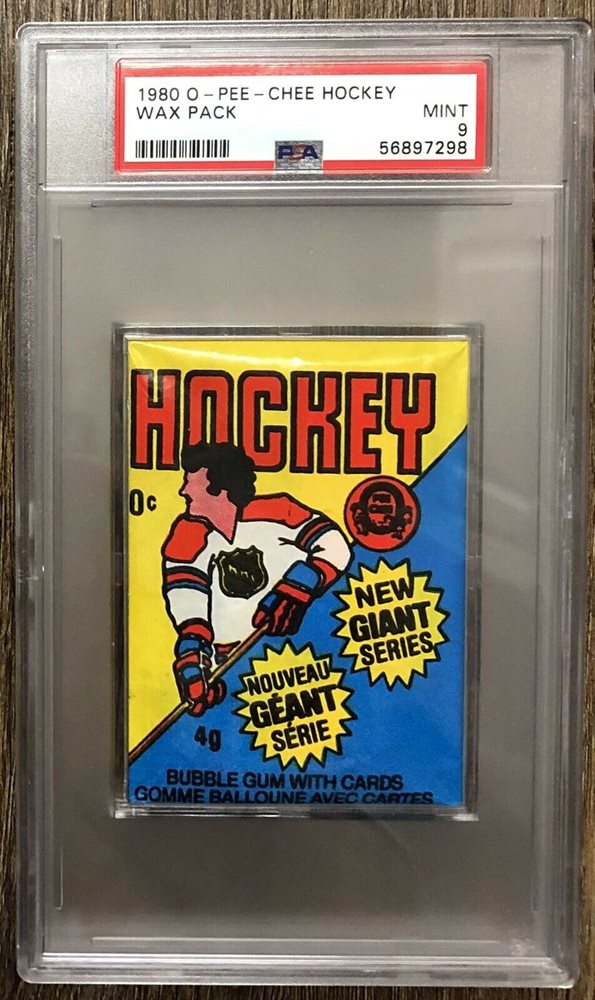 1980 O-PEE-CHEE HOCKEY
WAX PACK
MINT
9
PSA
56897298
HOCKEY
0¢
NEW
GIANT
SERIES
NOUVEAU
GÉANT
SÉRIE
4g
BUBBLE GUM WITH CARDS
GOMME BALLOUNE AVEC CARTES